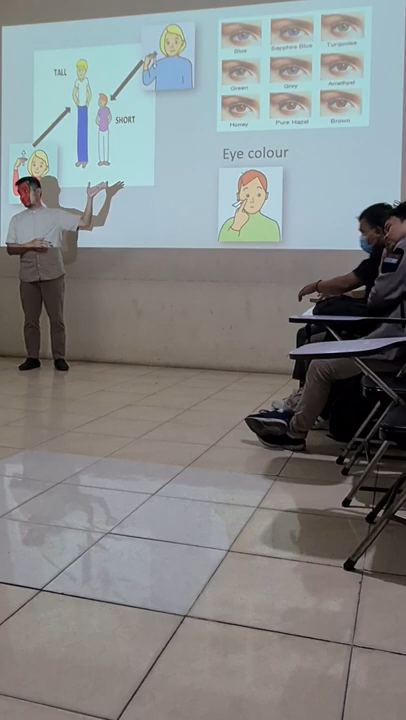 TALL
SHORT
Blue
Sapphire Blue
Turquoise
Green
Grey
Amethyst
Honey
Pure Hazel
Brown
Eye colour